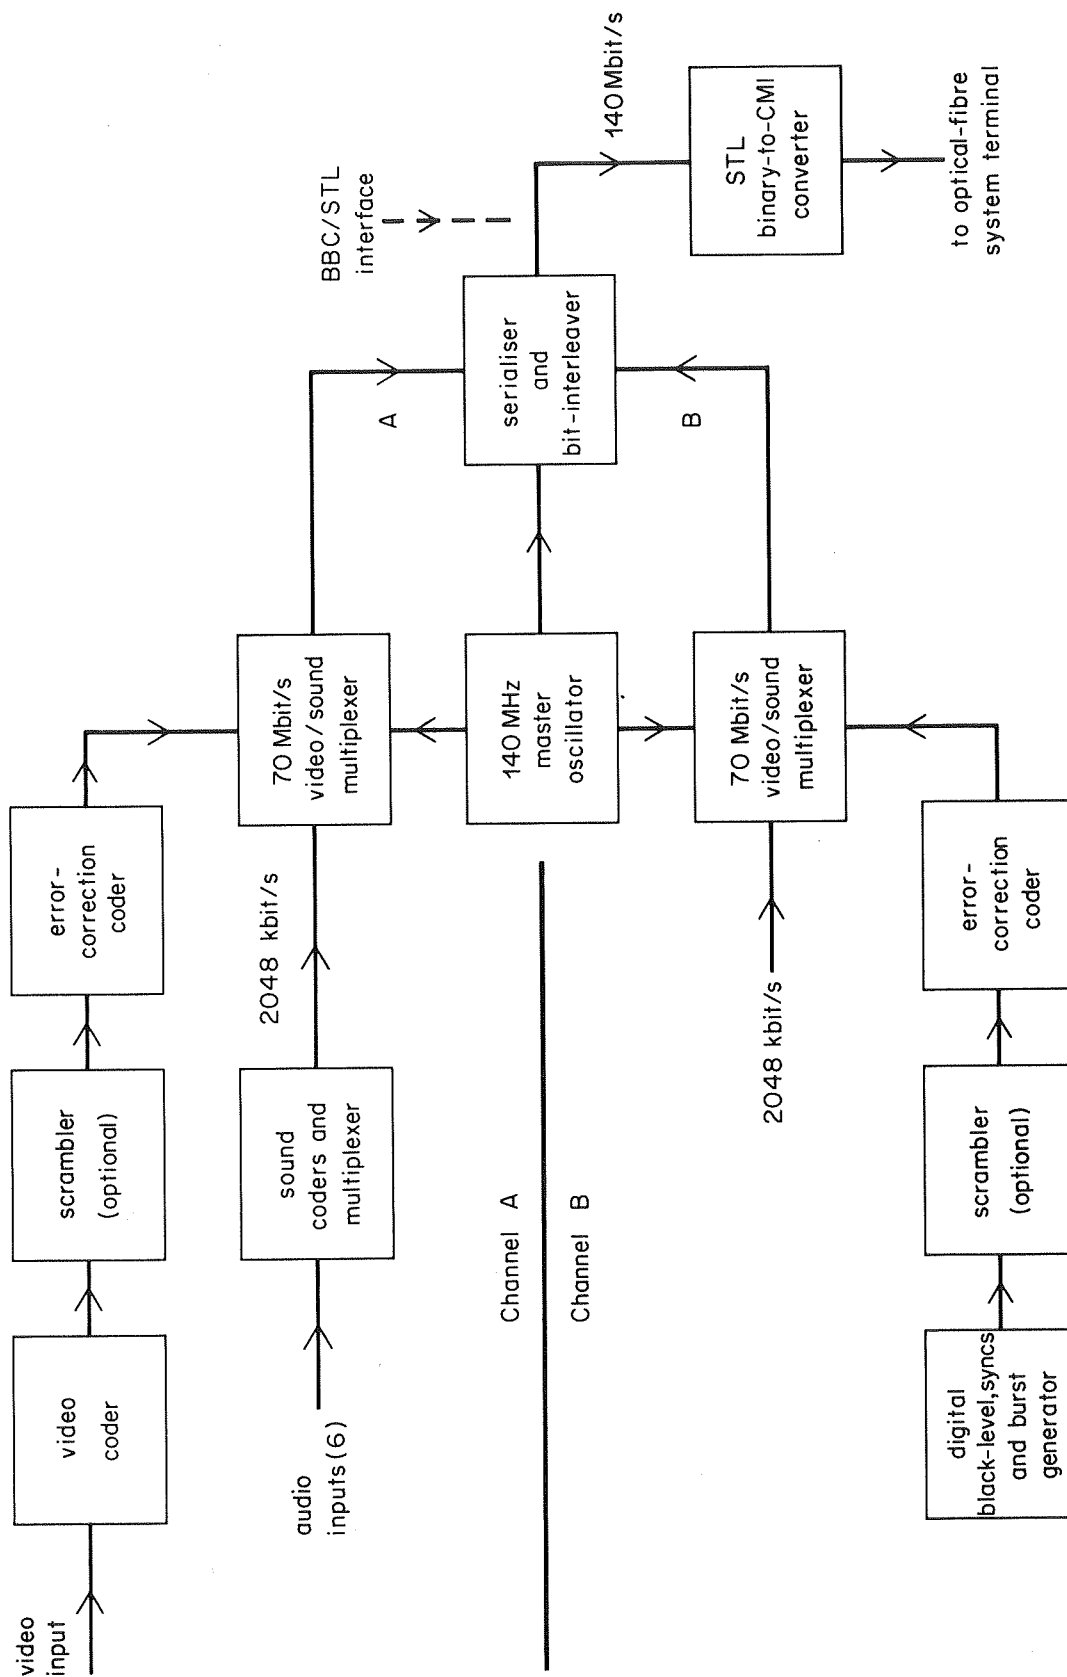 video
input
video
coder
scrambler
(optional)
error-
correction
coder
audio
inputs (6)
sound
coders and
multiplexer
2048 kbit/s
70 Mbit/s
video/sound
multiplexer
A
BBC/STL
interface
Channel A
Channel B
140 MHz
master
oscillator
serialiser
and
bit-interleaver
140Mbit/s
STL
binary-to-CMI
converter
to optical-fibre
system terminal
B
2048 kbit/s
70 Mbit/s
video/sound
multiplexer
digital
black-level,syncs
and burst
generator
scrambler
(optional)
error-
correction
coder